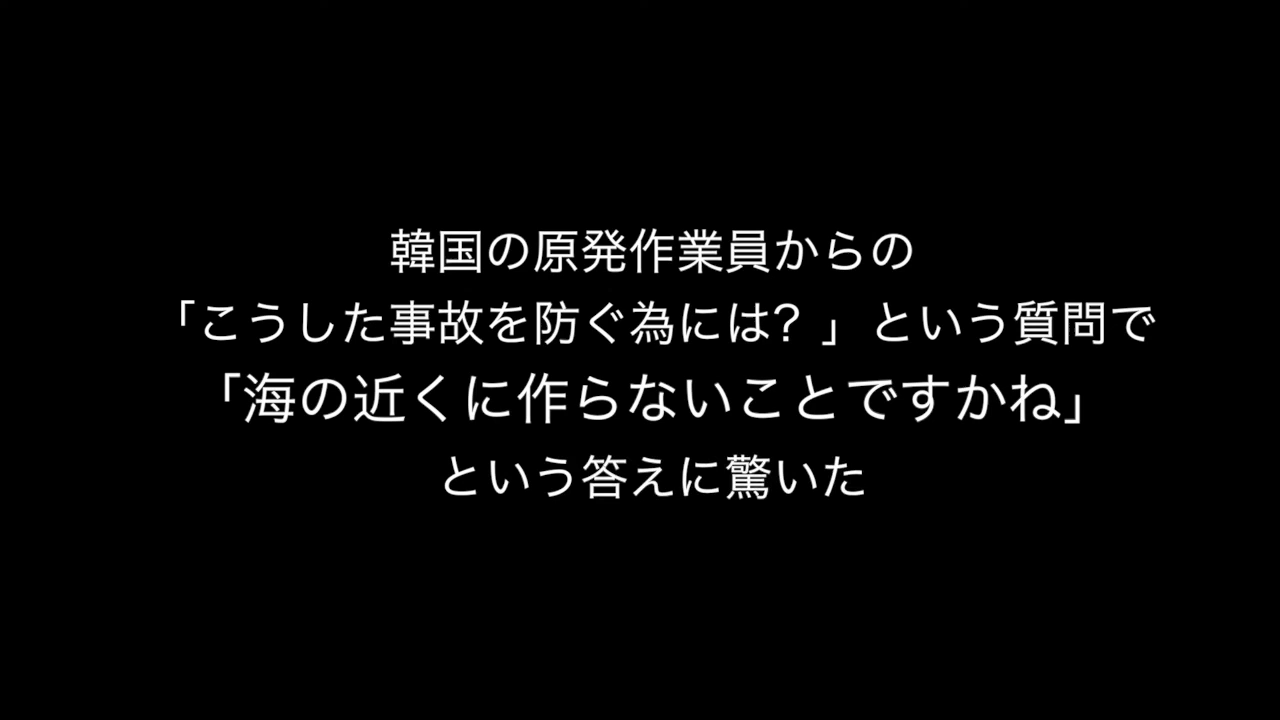 韓国の原発作業員からの
「こうした事故を防ぐ為には？」という質問で
「海の近くに作らないことですかね」
という答えに驚いた